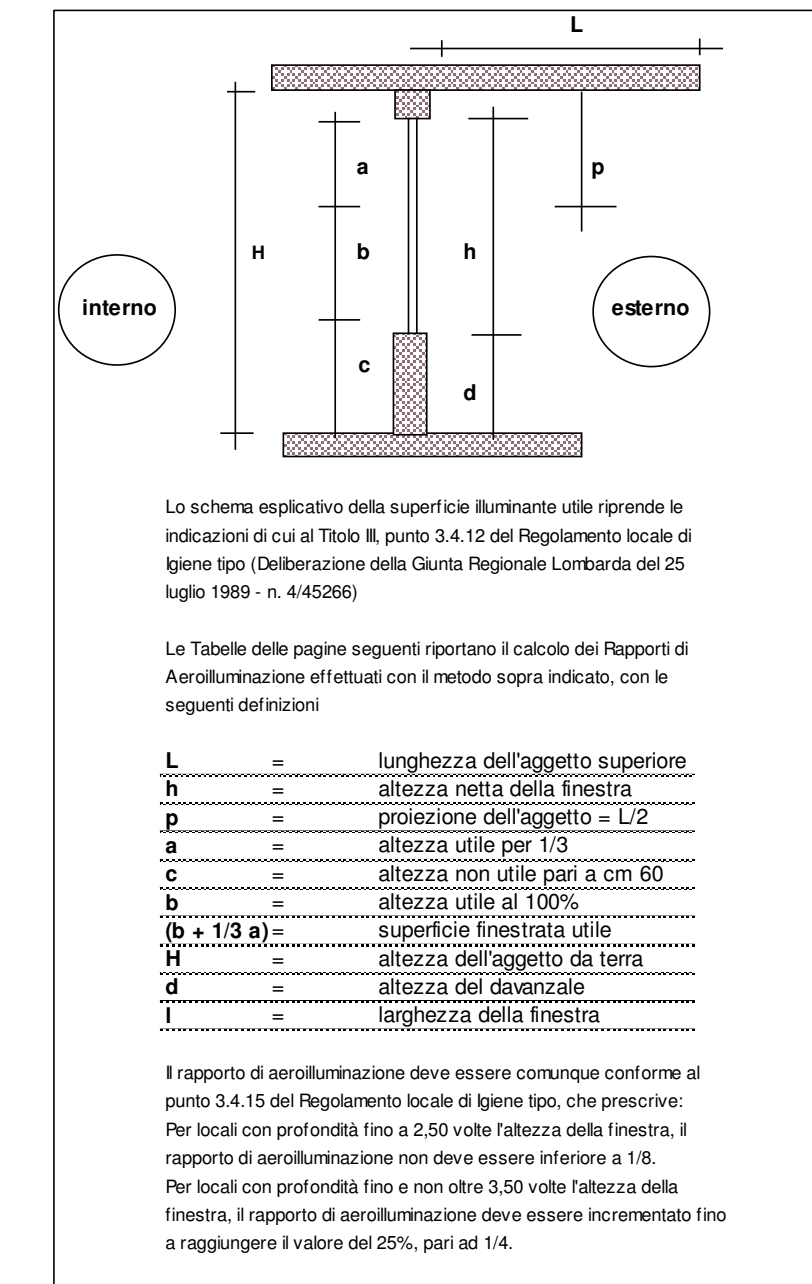 L
a
p
H
b
h
interno
esterno
c
d
Lo schema esplicativo della superficie illuminante utile riprende le
indicazioni di cui al Titolo III, punto 3.4.12 del Regolamento locale di
Igiene tipo (Deliberazione della Giunta Regionale Lombarda del 25
luglio 1989 - n. 4/45266)
Le Tabelle delle pagine seguenti riportano il calcolo dei Rapporti di
Aeroilluminazione effettuati con il metodo sopra indicato, con le
seguenti definizioni
L = lunghezza dell'aggetto superiore
h = altezza netta della finestra
p = proiezione dell'aggetto = L/2
a = altezza utile per 1/3
c = altezza non utile pari a cm 60
b = altezza utile al 100%
(b + 1/3 a) = superficie finestrata utile
H = altezza dell'aggetto da terra
d = altezza del davanzale
l = larghezza della finestra
Il rapporto di aeroilluminazione deve essere comunque conforme al
punto 3.4.15 del Regolamento locale di Igiene tipo, che prescrive:
Per locali con profondità fino a 2,50 volte l'altezza della finestra, il
rapporto di aeroilluminazione non deve essere inferiore a 1/8.
Per locali con profondità fino e non oltre 3,50 volte l'altezza della
finestra, il rapporto di aeroilluminazione deve essere incrementato fino
a raggiungere il valore del 25%, pari ad 1/4.